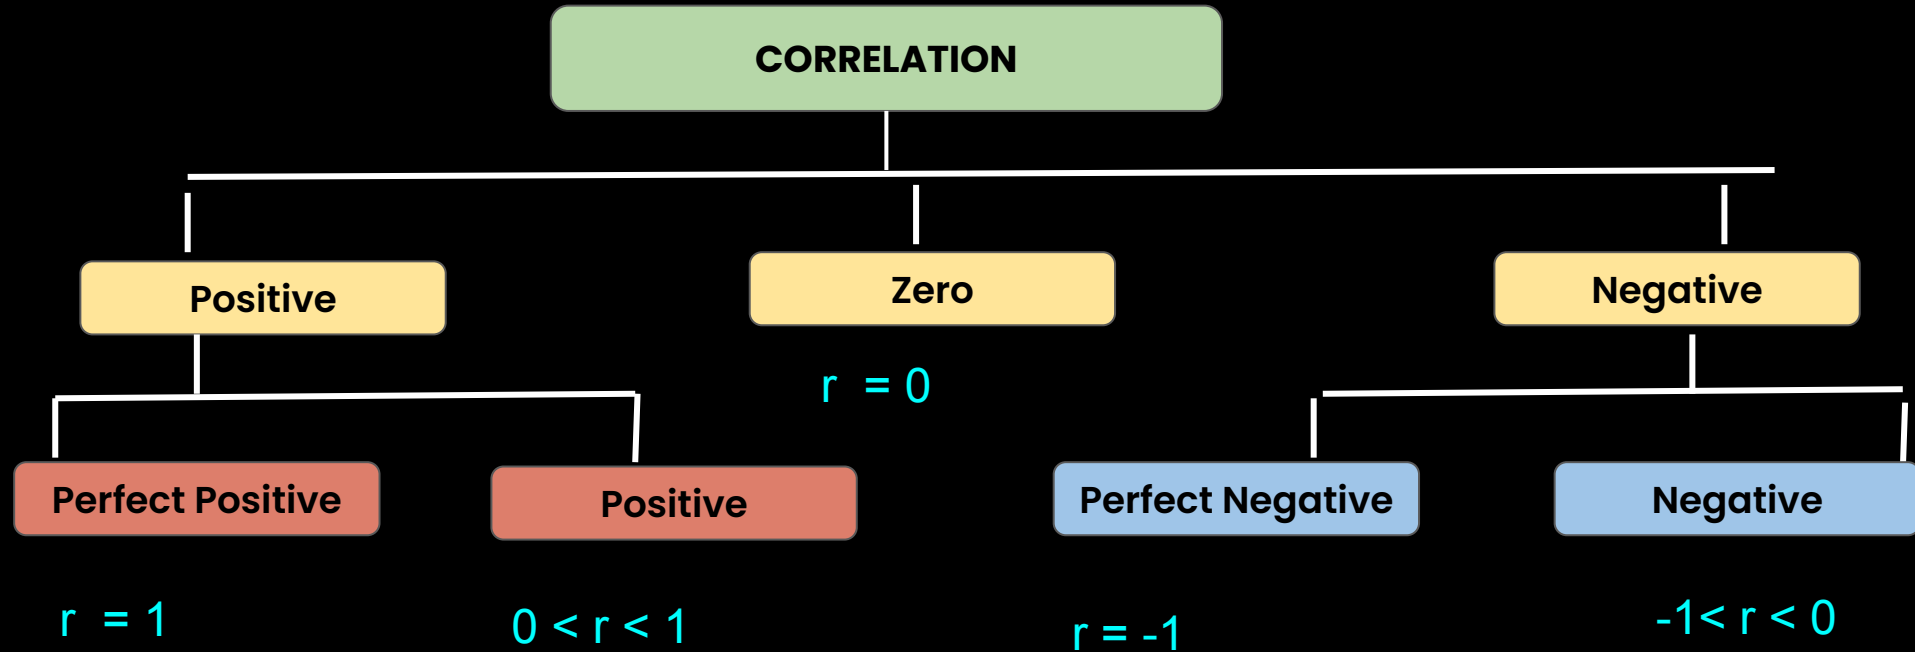 CORRELATION
Positive
Zero
Negative
r = 0
Perfect Positive
Positive
Perfect Negative
Negative
r = 1
0 < r < 1
r = -1
-1< r < 0